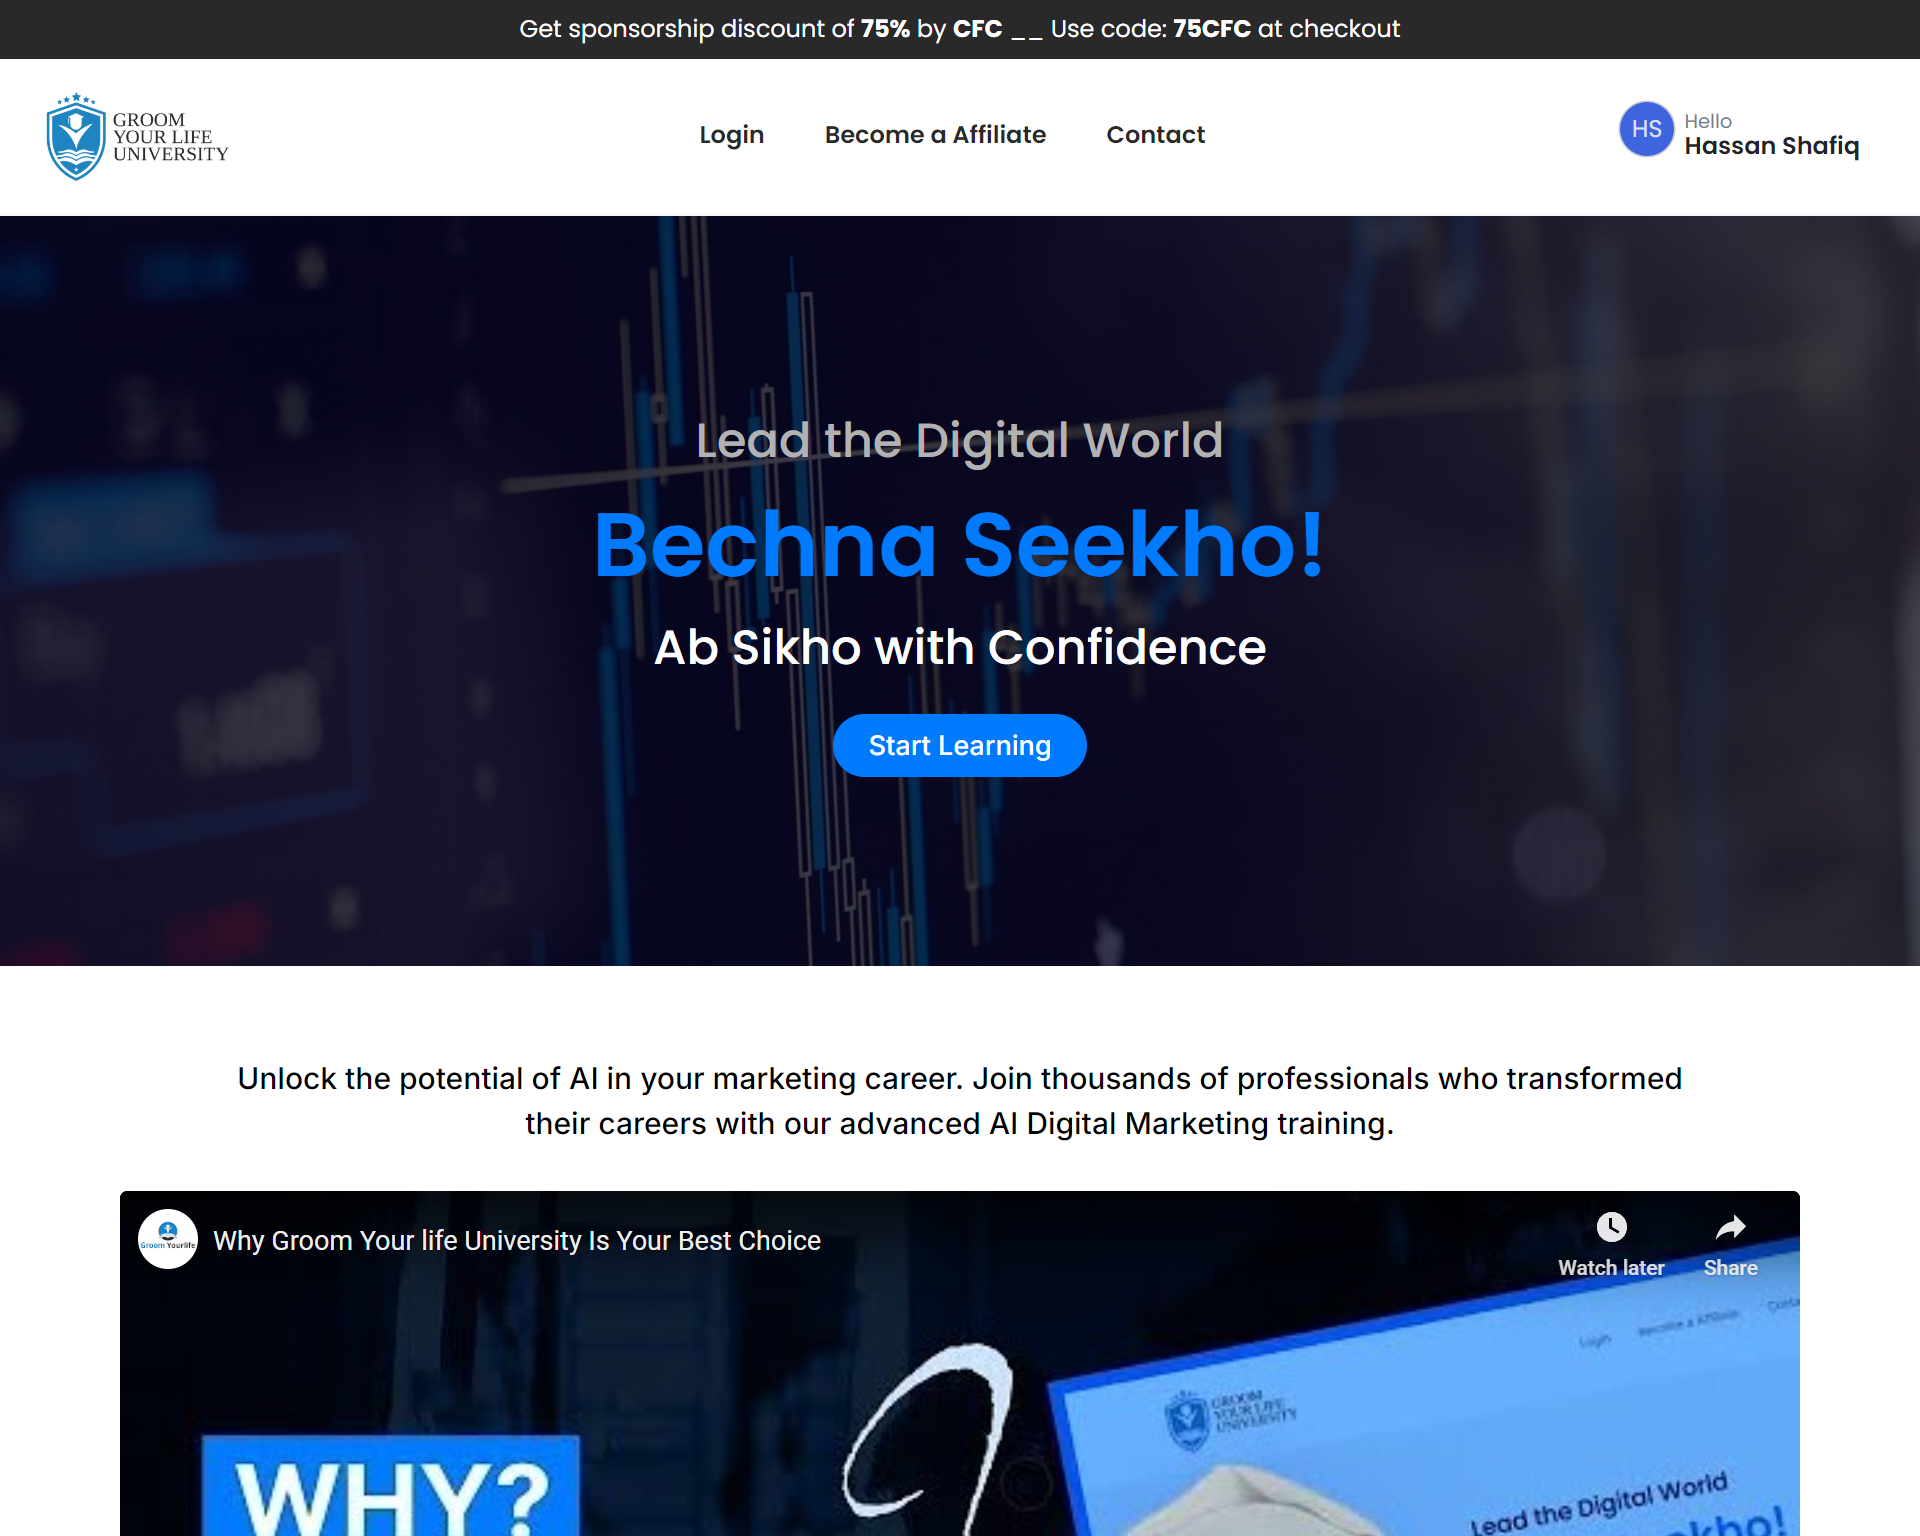 Get sponsorship discount of 75% by CFC __ Use code: 75CFC at checkout
GROOM
YOUR LIFE
UNIVERSITY
Login
Become a Affiliate
Contact
HS
Hello
Hassan Shafiq
Lead the Digital World
Bechna Seekho!
Ab Sikho with Confidence
Start Learning
Unlock the potential of AI in your marketing career. Join thousands of professionals who transformed
their careers with our advanced AI Digital Marketing training.
Groom Yourlife
Why Groom Your life University Is Your Best Choice
Watch later
Share
Login
Become a Affiliate
GROOM
YOUR LIFE
UNIVERSITY
WHY?
Lead the Digital World